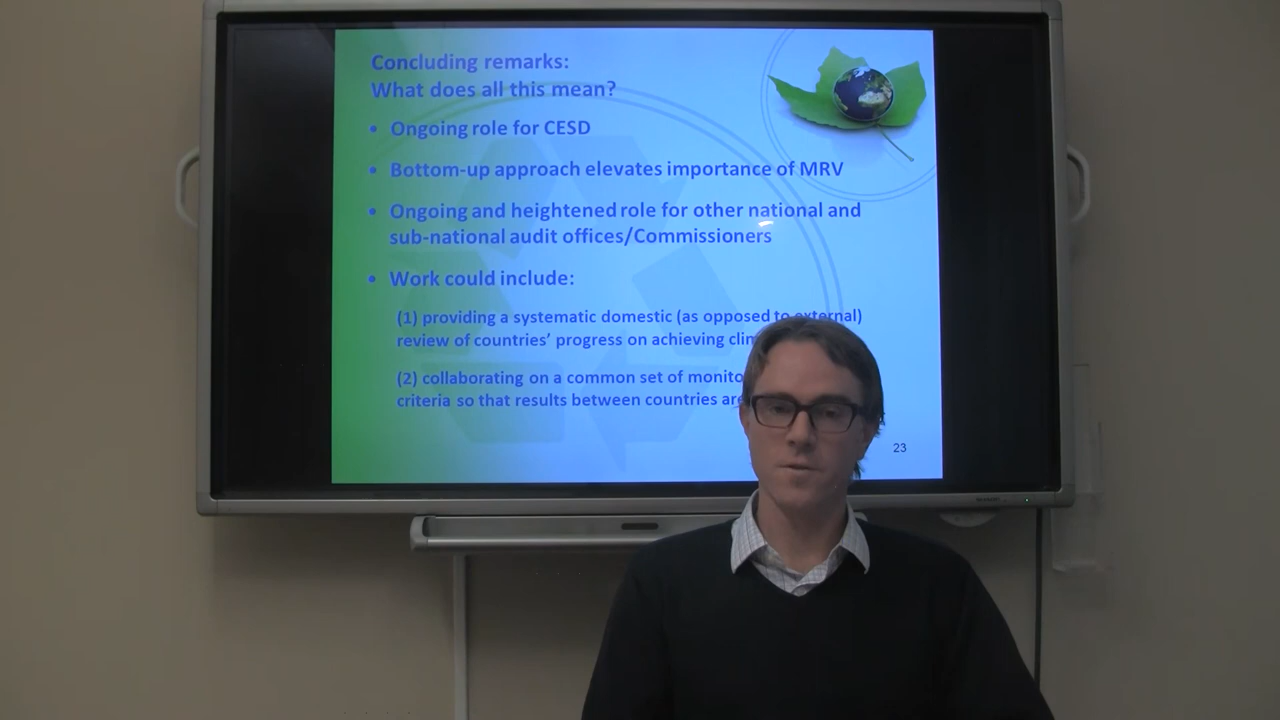 Concluding remarks:
What does all this mean?
• Ongoing role for CESD
• Bottom-up approach elevates importance of MRV
• Ongoing and heightened role for other national and
sub-national audit offices/Commissioners
• Work could include:
(1) providing a systematic domestic (as opposed to external)
review of countries' progress on achieving
(2) collaborating on a common set of
criteria so that results between countries are
23